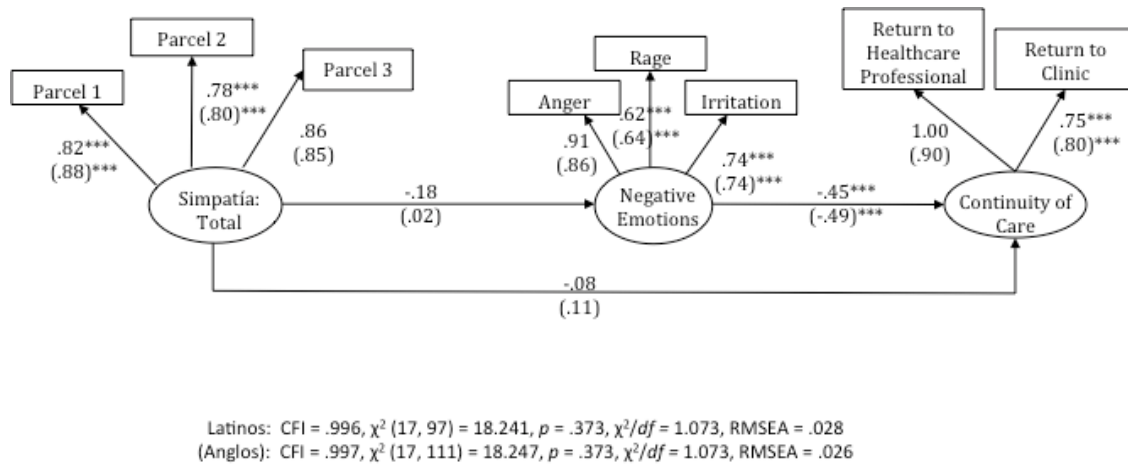 Parcel 1
Parcel 2
Parcel 3
.82***
(.88)***
.78***
(.80)***
.86
(.85)
Simpatía:
Total
-.18
(.02)
Anger
Rage
Irritation
.91
(.86)
.62***
(.64)***
.74***
(.74)***
Negative
Emotions
-.45***
(-.49)***
Return to
Healthcare
Professional
Return to
Clinic
1.00
(.90)
.75***
(.80)***
Continuity of
Care
-.08
(.11)
Latinos: CFI = .996, χ² (17, 97) = 18.241, p = .373, χ²/df = 1.073, RMSEA = .028
(Anglos): CFI = .997, χ² (17, 111) = 18.247, p = .373, χ²/df = 1.073, RMSEA = .026